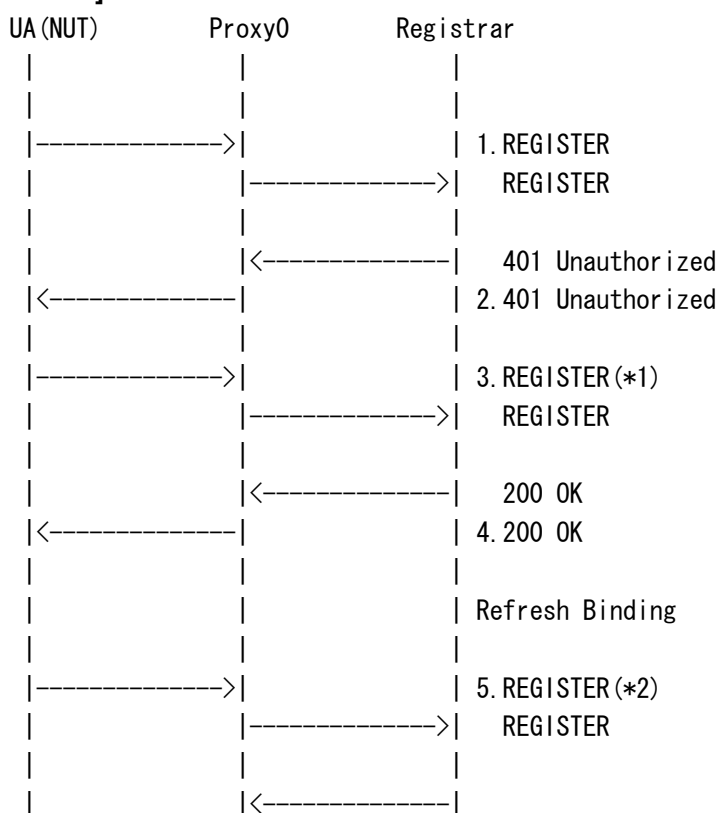 ]
UA(NUT) Proxy0 Registrar
1.REGISTER
REGISTER
401 Unauthorized
2.401 Unauthorized
3.REGISTER(*1)
REGISTER
200 OK
4.200 OK
Refresh Binding
5.REGISTER(*2)
REGISTER